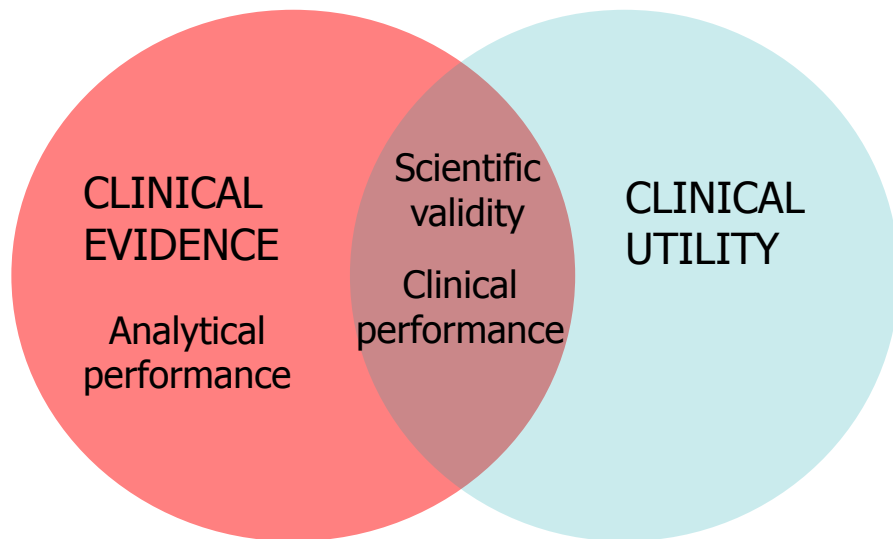 CLINICAL
EVIDENCE
Analytical
performance
Scientific
validity
Clinical
performance
CLINICAL
UTILITY